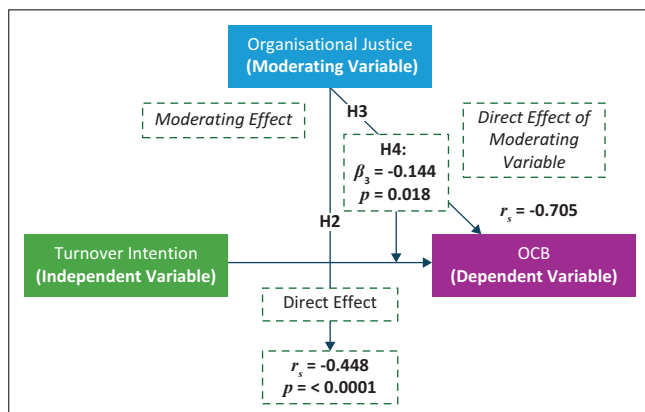 Organisational Justice
(Moderating Variable)
H3
Moderating Effect
Direct Effect of
Moderating
Variable
H4:
β₃ = -0.144
p = 0.018
rₛ = -0.705
H2
Turnover Intention
(Independent Variable)
OCB
(Dependent Variable)
Direct Effect
rₛ = -0.448
p = < 0.0001